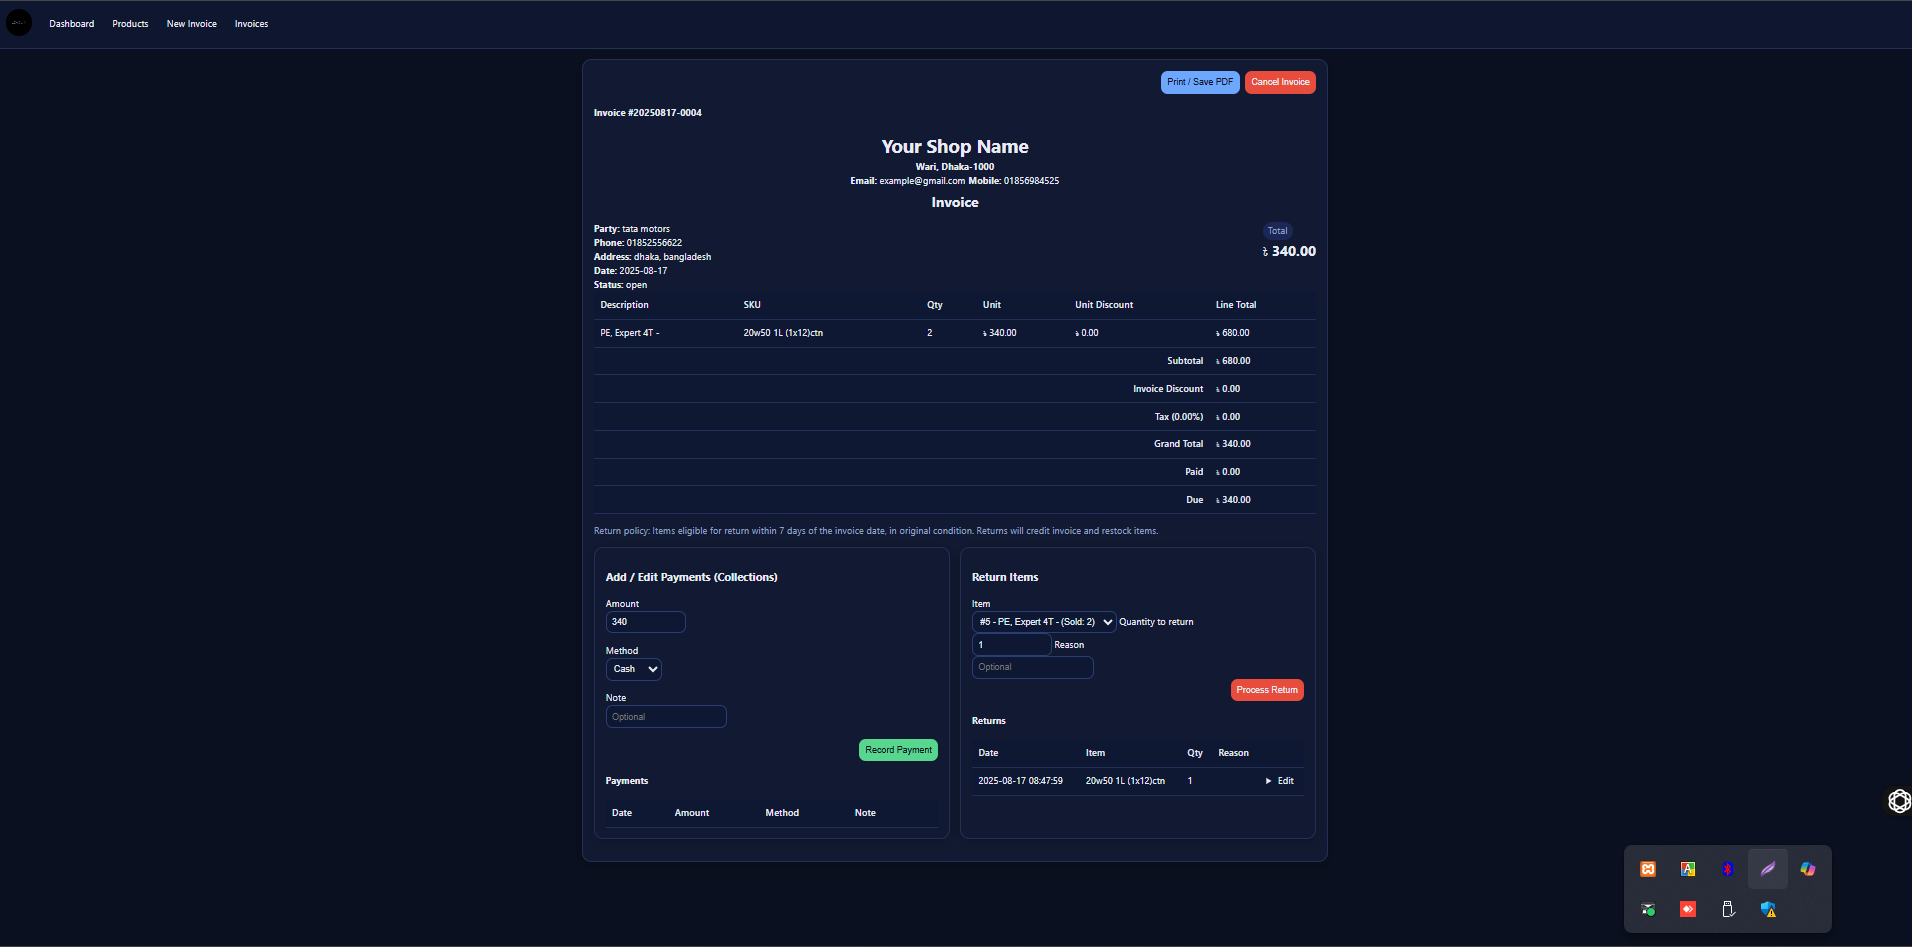 Dashboard Products New Invoice Invoices
Print / Save PDF Cancel Invoice
Invoice #20250817-0004
Your Shop Name
Wari, Dhaka-1000
Email: example@gmail.com Mobile: 01856984525
Invoice
Party: tata motors
Phone: 01852556622
Address: dhaka, bangladesh
Date: 2025-08-17
Status: open
Total
৳ 340.00
Description SKU Qty Unit Unit Discount Line Total
PE, Expert 4T - 20w50 1L (1x12)ctn 2 ৳ 340.00 ৳ 0.00 ৳ 680.00
Subtotal ৳ 680.00
Invoice Discount ৳ 0.00
Tax (0.00%) ৳ 0.00
Grand Total ৳ 340.00
Paid ৳ 0.00
Due ৳ 340.00
Return policy: Items eligible for return within 7 days of the invoice date, in original condition. Returns will credit invoice and restock items.
Add / Edit Payments (Collections)
Amount
340
Method
Cash
Note
Optional
Record Payment
Payments
Date Amount Method Note
Return Items
Item
#5 - PE, Expert 4T - (Sold: 2) Quantity to return
1 Reason
Optional
Process Return
Returns
Date Item Qty Reason
2025-08-17 08:47:59 20w50 1L (1x12)ctn 1 ▶ Edit